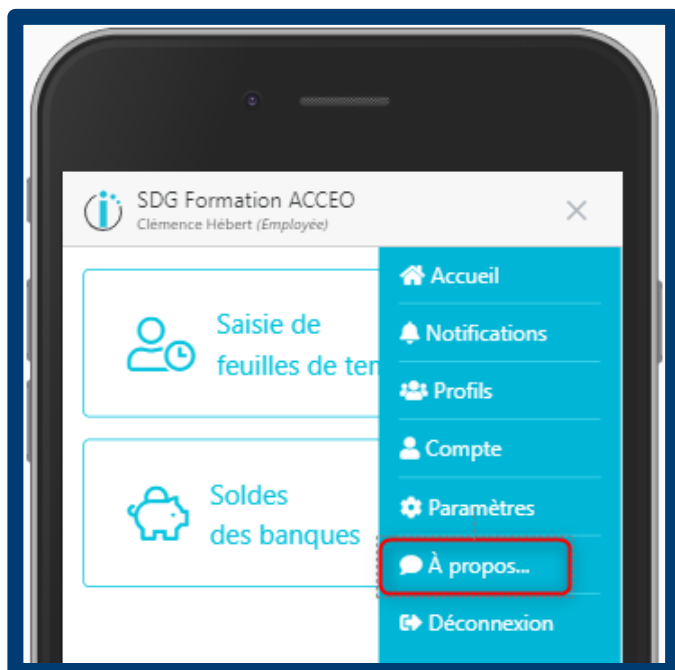 SDG Formation ACCEO
Clémence Hébert (Employée)
Saisie de
feuilles de
Soldes
des banques
Accueil
Notifications
Profils
Compte
Paramètres
À propos...
Déconnexion